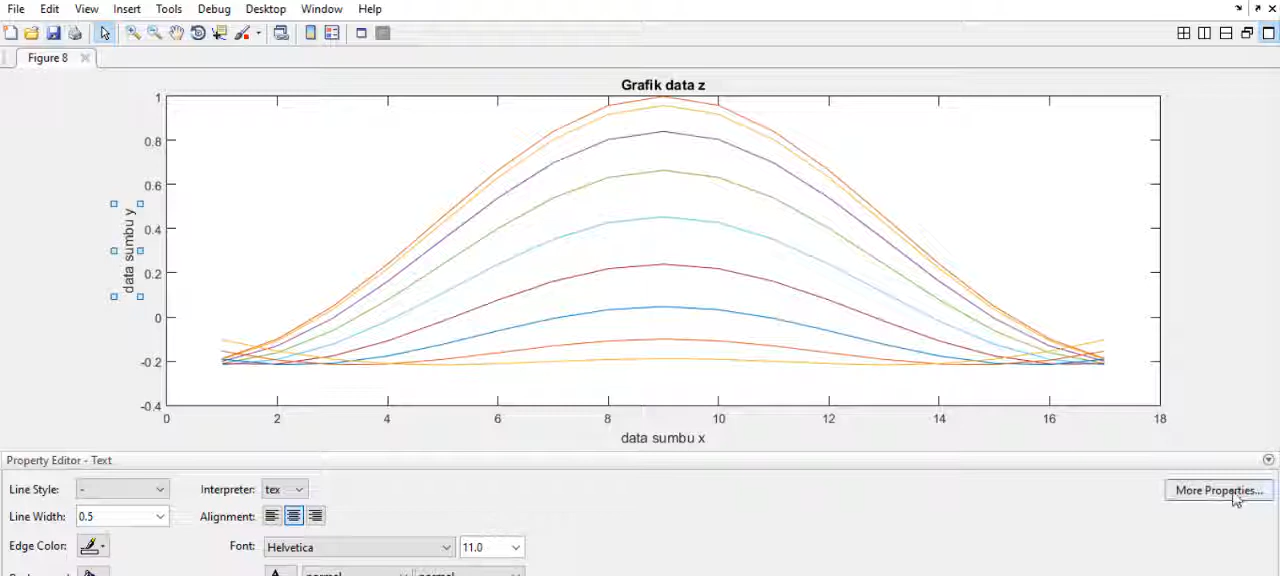 File Edit View Insert Tools Debug Desktop Window Help
Figure 8
Grafik data z
1
0.8
0.6
0.4
0.2
0
-0.2
-0.4
data sumbu y
0 2 4 6 8 10 12 14 16 18
data sumbu x
Property Editor - Text
Line Style: - Interpreter: tex More Properties...
Line Width: 0.5 Alignment:
Edge Color: Font: Helvetica 11.0
normal normal